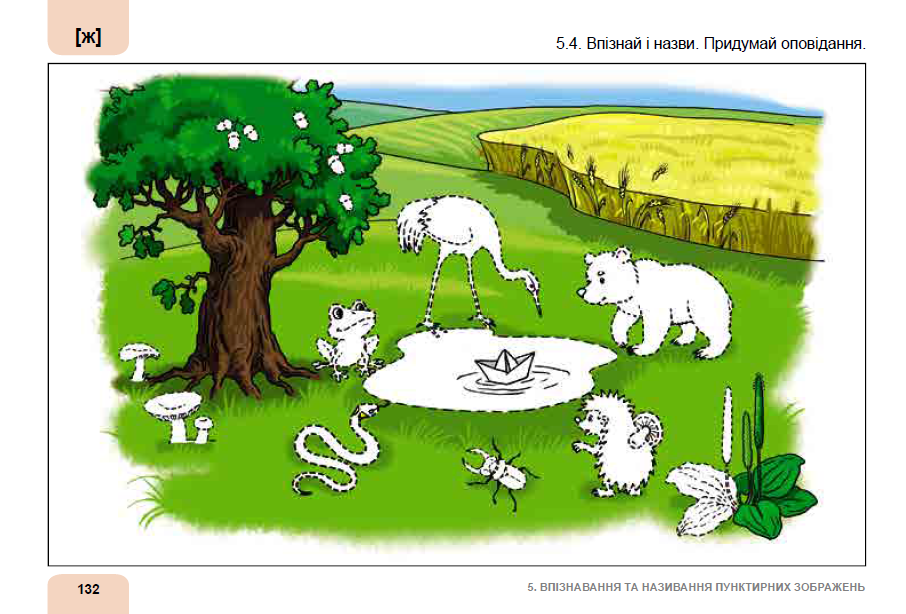 [ж]
5.4. Впізнай і назви. Придумай оповідання.
132
5. ВПІЗНАВАННЯ ТА НАЗИВАННЯ ПУНКТИРНИХ ЗОБРАЖЕНЬ